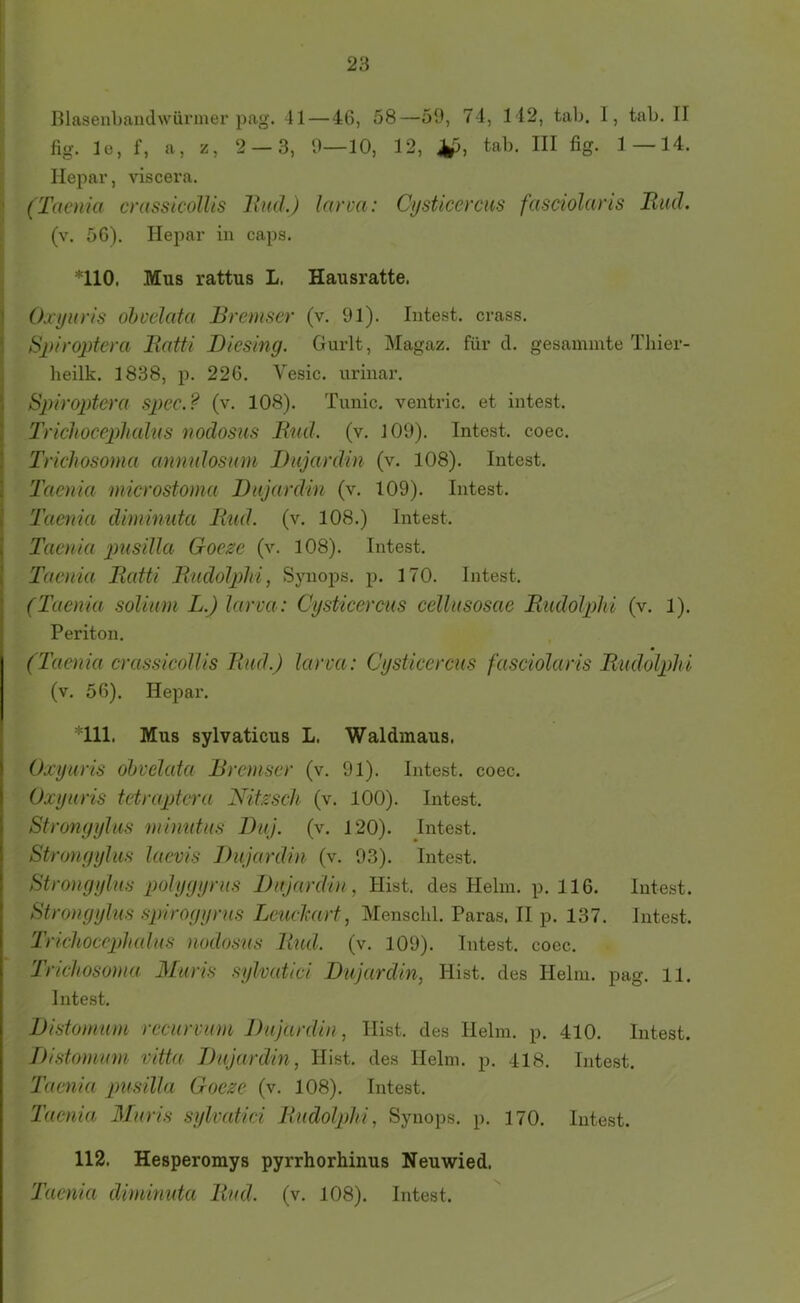 23
Blasenbandwürmer pag. 41—46, 58—59, 74, 142, tab. I, tab. II
fig. 1e, f, a, z, 2—3, 9—10, 12, tab. III fig. 1—14.
Hepar, viscera.
(Taenia crassicollis Rud.) larva: Cysticercus fasciolaris Rud.
(v. 56). Hepar in caps.
*110. Mus rattus L. Hausratte.
Oxyuris obvelata Bremser (v. 91). Intest. crass.
Spiroptera Ratti Diesing. Gurlt, Magaz. für d. gesammte Thier-
heilk. 1838, p. 226. Vesic. urinar.
Spiroptera spec.? (v. 108). Tunic. ventric. et intest.
Trichocephalus nodosus Rud. (v. 109). Intest. coec.
Trichosoma annulosum Dujardin (v. 108). Intest.
Taenia microstoma Dujardin (v. 109). Intest.
Taenia diminuta Rud. (v. 108.) Intest.
Taenia pusilla Goeze (v. 108). Intest.
Taenia Ratti Rudolphi, Synops. p. 170. Intest.
(Taenia solium L.) larva: Cysticercus cellusosae Rudolphi (v. 1).
Periton.
(Taenia crassicollis Rud.) larva: Cysticercus fasciolaris Rudolphi
(v. 56). Hepar.
*111. Mus sylvaticus L. Waldmaus.
Oxyuris obvelata Bremser (v. 91). Intest. coec.
Oxyuris tetraptera Nitzsch (v. 100). Intest.
Strongylus minutus Duj. (v. 120). Intest.
Strongylus laevis Dujardin (v. 93). Intest.
Strongylus polygyrus Dujardin, Hist. des Helm. p. 116. Intest.
Strongylus spirogyrus Leuckart, Menschl. Paras. II p. 137. Intest.
Trichocephalus nodosus Rud. (v. 109). Intest. coec.
Trichosoma Muris sylvatici Dujardin, Hist. des Helm. pag. 11.
Intest.
Distomum recurvum Dujardin, Hist. des Helm. p. 410. Intest.
Distomum vitta Dujardin, Hist. des Helm. p. 418. Intest.
Taenia pusilla Goeze (v. 108). Intest.
Taenia Muris sylvatici Rudolphi, Synops. p. 170. Intest.
112. Hesperomys pyrrhorhinus Neuwied.
Taenia diminuta Rud. (v. 108). Intest.